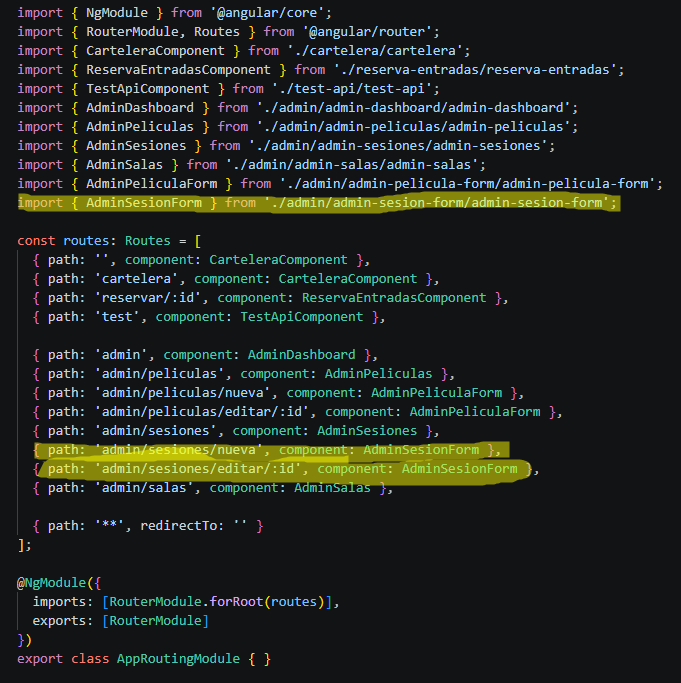 import { NgModule } from '@angular/core';
import { RouterModule, Routes } from '@angular/router';
import { CarteleraComponent } from './cartelera/cartelera';
import { ReservaEntradasComponent } from './reserva-entradas/reserva-entradas';
import { TestApiComponent } from './test-api/test-api';
import { AdminDashboard } from './admin/admin-dashboard/admin-dashboard';
import { AdminPeliculas } from './admin/admin-peliculas/admin-peliculas';
import { AdminSesiones } from './admin/admin-sesiones/admin-sesiones';
import { AdminSalas } from './admin/admin-salas/admin-salas';
import { AdminPeliculaForm } from './admin/admin-pelicula-form/admin-pelicula-form';
import { AdminSesionForm } from './admin/admin-sesion-form/admin-sesion-form';

const routes: Routes = [
  { path: '', component: CarteleraComponent },
  { path: 'cartelera', component: CarteleraComponent },
  { path: 'reservar/:id', component: ReservaEntradasComponent },
  { path: 'test', component: TestApiComponent },

  { path: 'admin', component: AdminDashboard },
  { path: 'admin/peliculas', component: AdminPeliculas },
  { path: 'admin/peliculas/nueva', component: AdminPeliculaForm },
  { path: 'admin/peliculas/editar/:id', component: AdminPeliculaForm },
  { path: 'admin/sesiones', component: AdminSesiones },
  { path: 'admin/sesiones/nueva', component: AdminSesionForm },
  { path: 'admin/sesiones/editar/:id', component: AdminSesionForm },
  { path: 'admin/salas', component: AdminSalas },

  { path: '**', redirectTo: '' }
];

@NgModule({
  imports: [RouterModule.forRoot(routes)],
  exports: [RouterModule]
})
export class AppRoutingModule { }